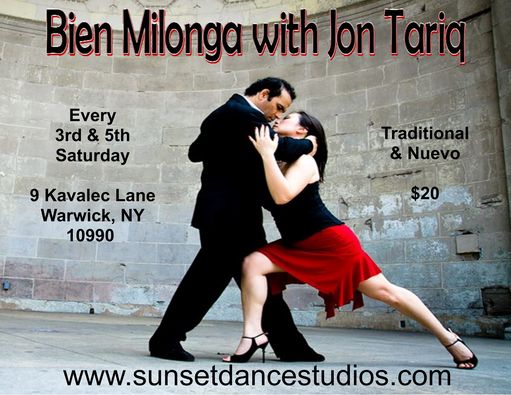 Bien Milonga with Jon Tariq
Every
3rd & 5th
Saturday
9 Kavalec Lane
Warwick, NY
10990
Traditional
& Nuevo
$20
www.sunsetdancestudios.com